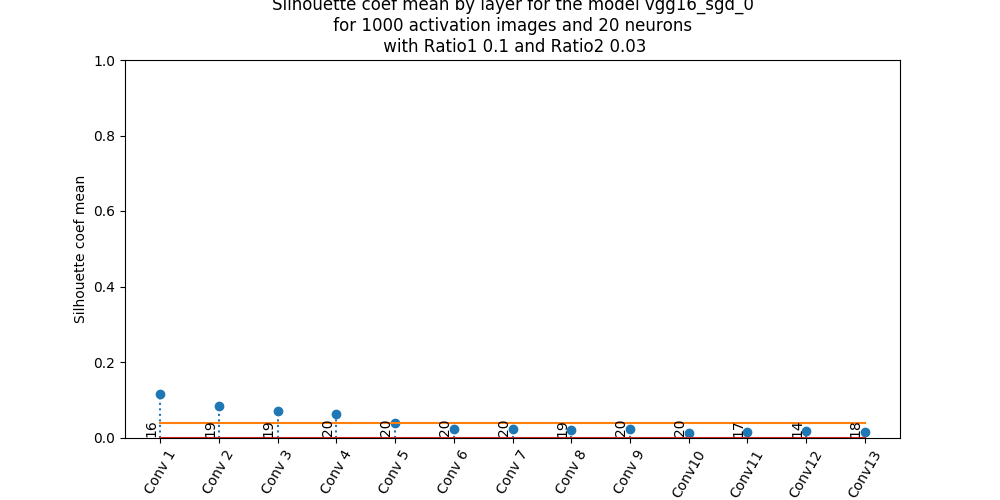 Silhouette coef mean by layer for the model vgg16_sgd_0
for 1000 activation images and 20 neurons
with Ratio1 0.1 and Ratio2 0.03
1.0
0.8
0.6
0.4
0.2
0.0
Silhouette coef mean
16
19
19
20
20
20
20
19
20
20
17
14
18
Conv 1
Conv 2
Conv 3
Conv 4
Conv 5
Conv 6
Conv 7
Conv 8
Conv 9
Conv10
Conv11
Conv12
Conv13